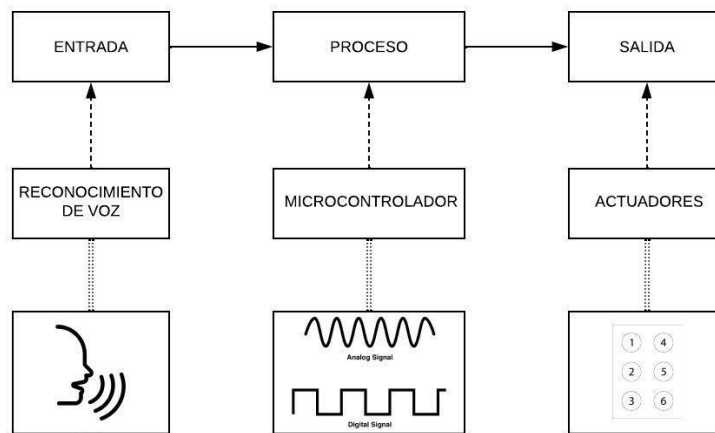 ENTRADA
PROCESO
SALIDA
RECONOCIMIENTO
DE VOZ
MICROCONTROLADOR
ACTUADORES
Analog Signal
Digital Signal
1 4
2 5
3 6